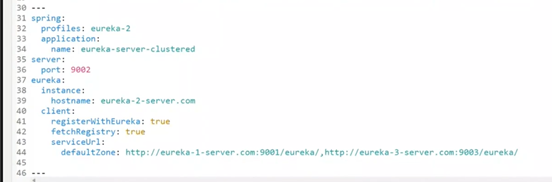 30 ---
31 spring:
32   profiles: eureka-2
33   application:
34     name: eureka-server-clustered
35 server:
36   port: 9002
37 eureka:
38   instance:
39     hostname: eureka-2-server.com
40   client:
41     registerWithEureka: true
42     fetchRegistry: true
43     serviceUrl:
44       defaultZone: http://eureka-1-server.com:9001/eureka/,http://eureka-3-server.com:9003/eureka/
45
46 ---